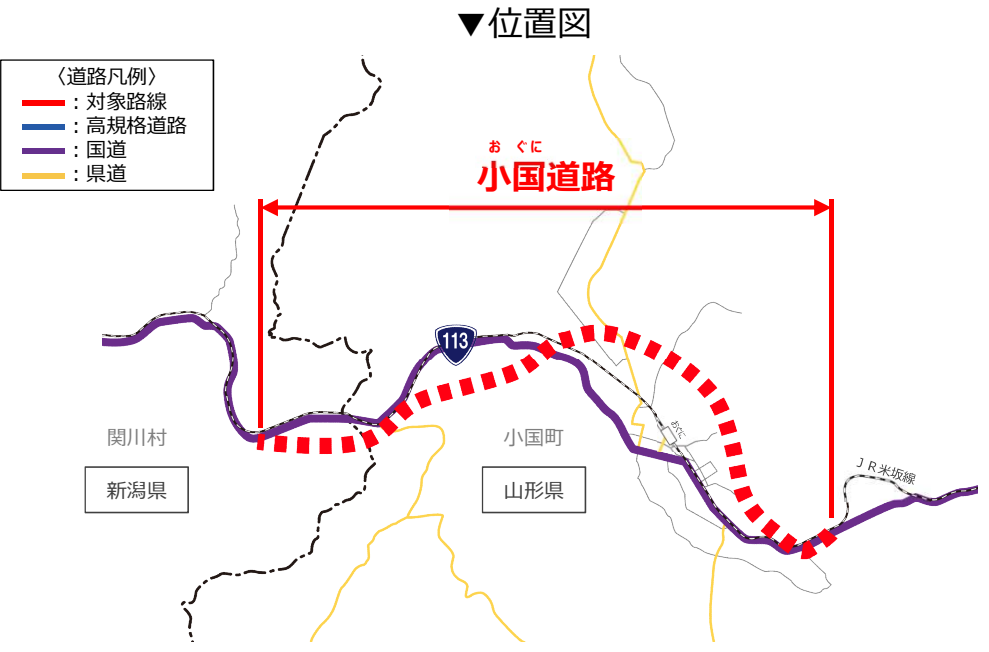 ▼位置図
〈道路凡例〉
：対象路線
：高規格道路
：国道
：県道
おぐに
小国道路
113
関川村
新潟県
小国町
山形県
おぐに
ＪＲ米坂線